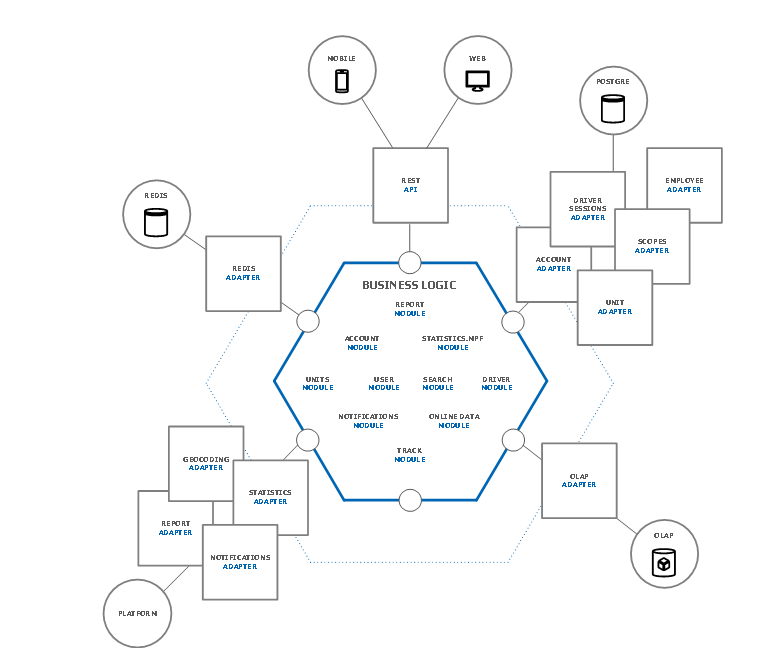 MOBILE
WEB
POSTGRE
REST
API
EMPLOYEE
ADAPTER
DRIVER
SESSIONS
ADAPTER
REDIS
SCOPES
ADAPTER
ACCOUNT
ADAPTER
REDIS
ADAPTER
UNIT
ADAPTER
BUSINESS LOGIC
REPORT
MODULE
ACCOUNT
MODULE
STATISTICS.NPF
MODULE
UNITS
MODULE
USER
MODULE
SEARCH
MODULE
DRIVER
MODULE
NOTIFICATIONS
MODULE
ONLINE DATA
MODULE
TRACK
MODULE
GEOCODING
ADAPTER
STATISTICS
ADAPTER
OLAP
ADAPTER
REPORT
ADAPTER
NOTIFICATIONS
ADAPTER
OLAP
PLATFORM